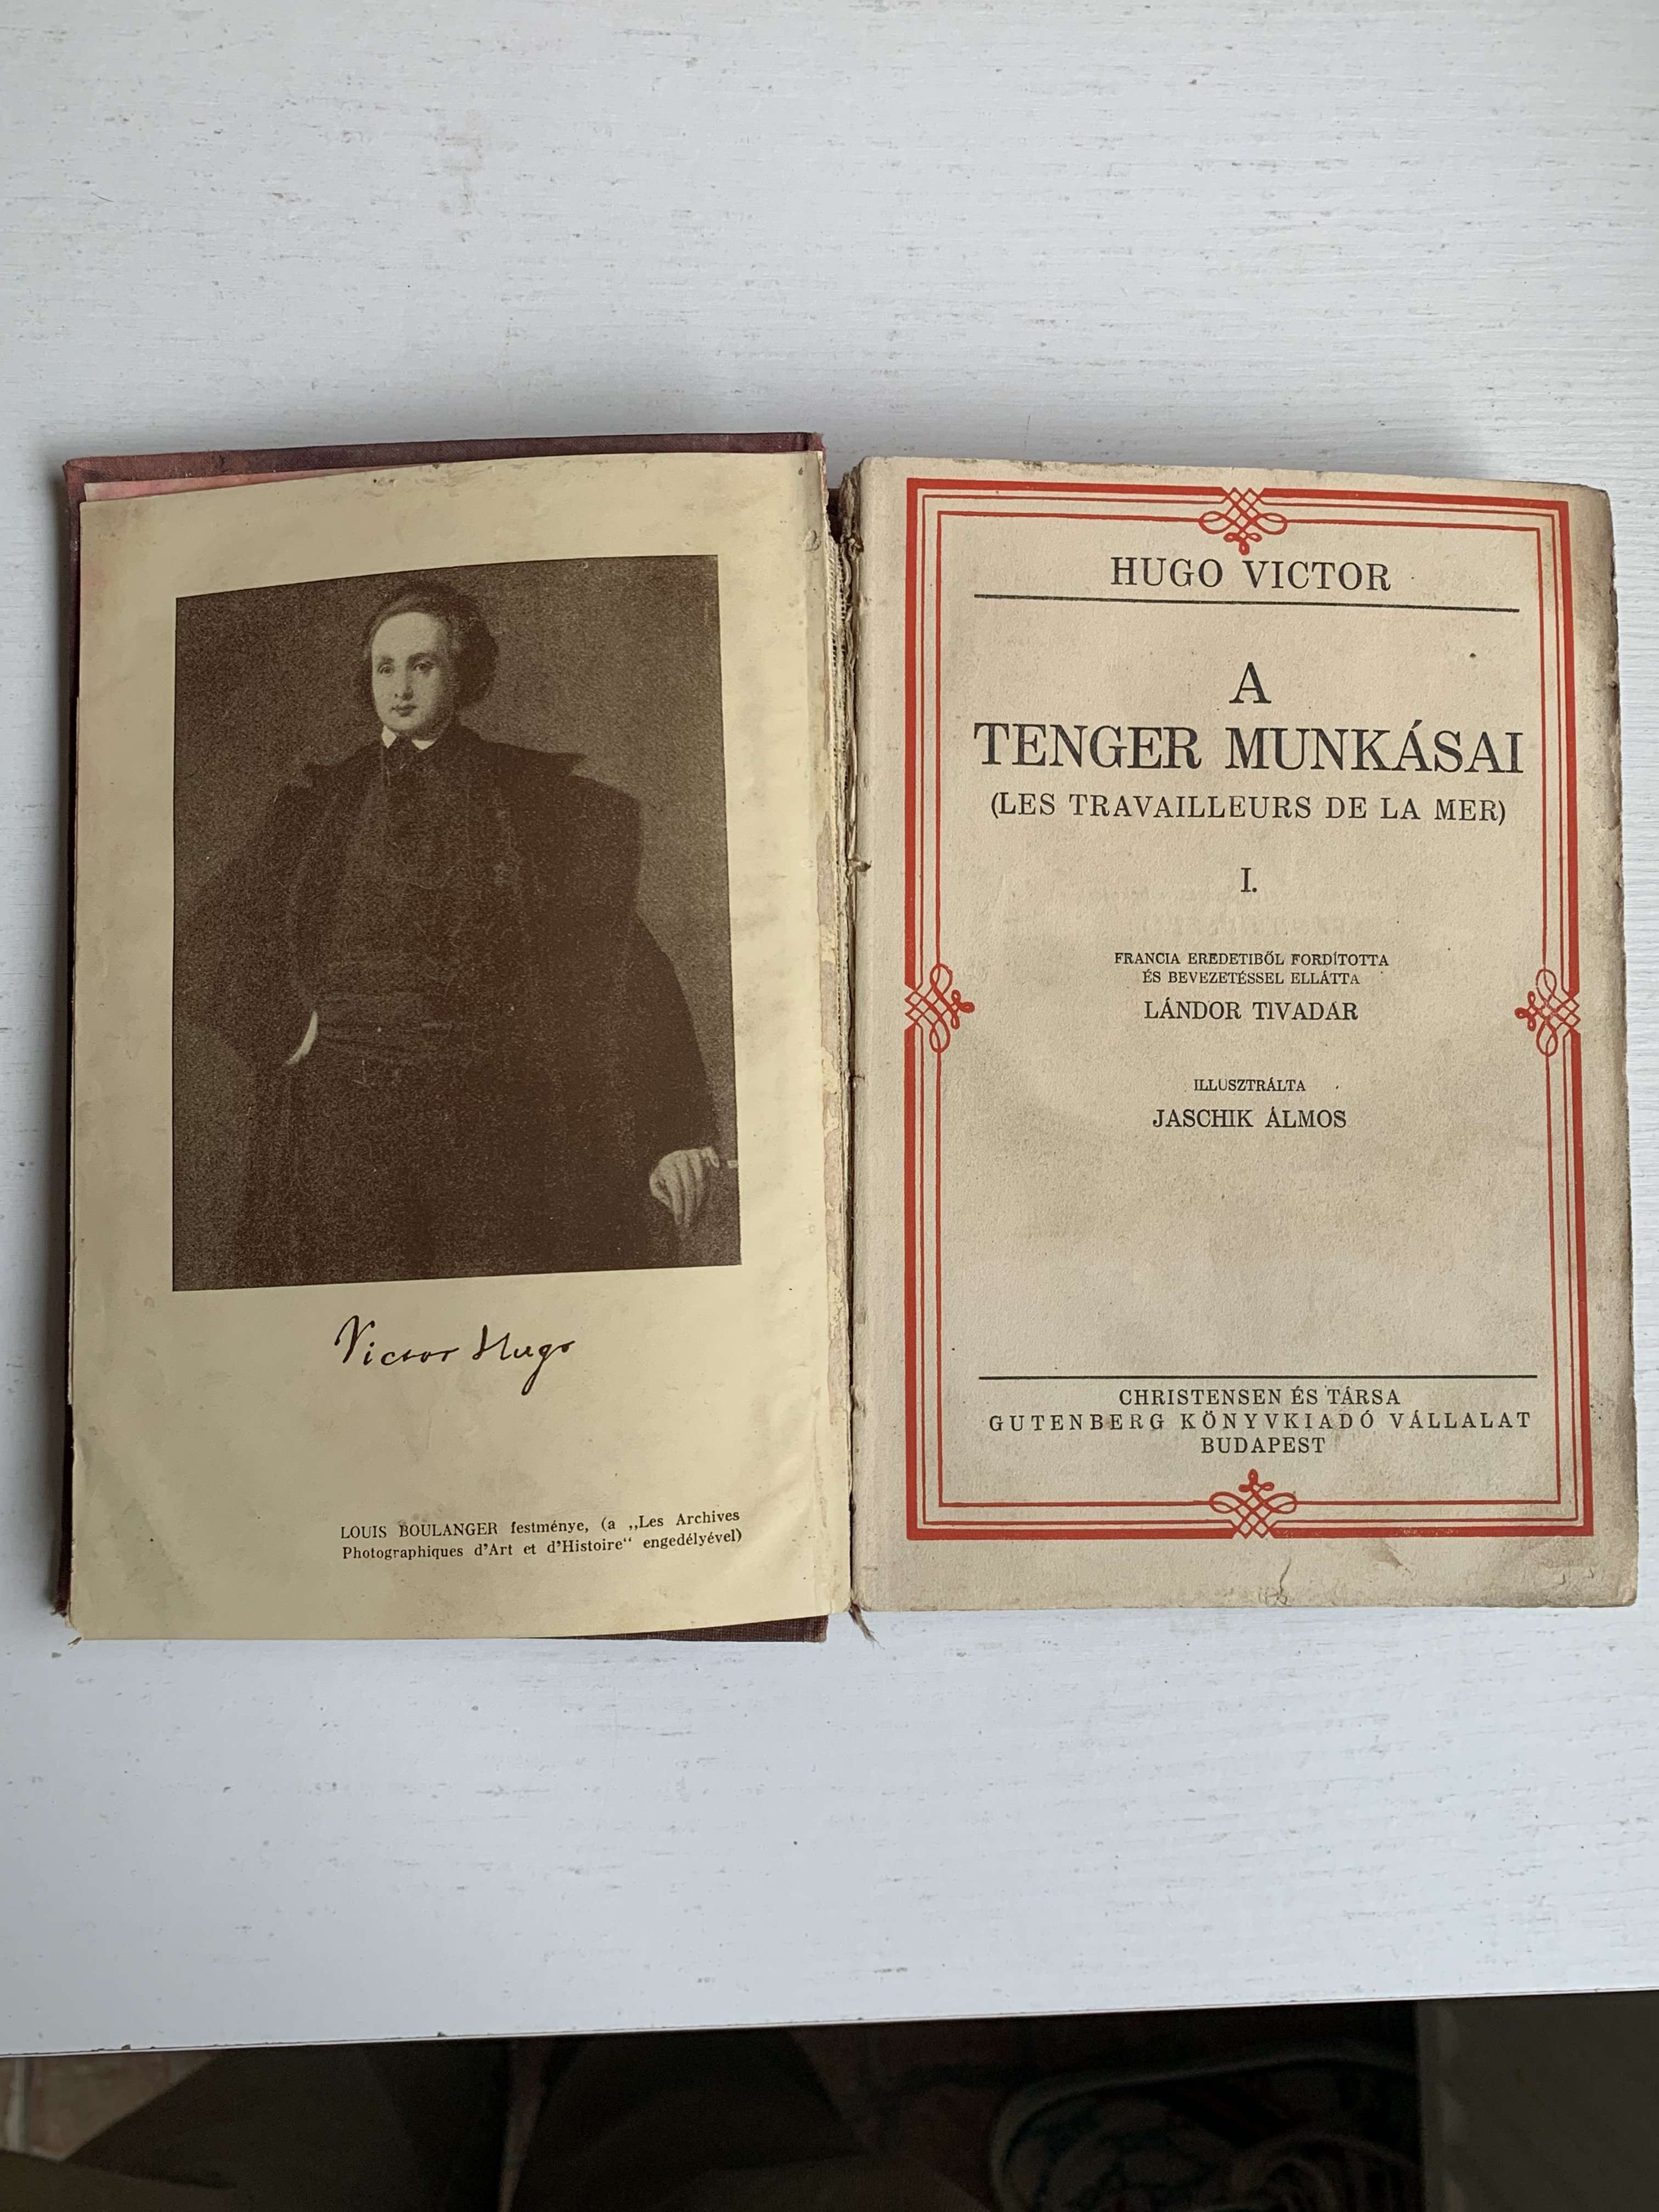 Victor Hugo
LOUIS BOULANGER festménye, (a „Les Archives
Photographiques d'Art et d'Histoire“ engedélyével)
HUGO VICTOR
A
TENGER MUNKÁSAI
(LES TRAVAILLEURS DE LA MER)
I.
FRANCIA EREDETIBŐL FORDÍTOTTA
ÉS BEVEZETÉSSEL ELLÁTTA
LÁNDOR TIVADAR
ILLUSZTRÁLTA
JASCHIK ÁLMOS
CHRISTENSEN ÉS TÁRSA
GUTENBERG KÖNYVKIADÓ VÁLLALAT
BUDAPEST